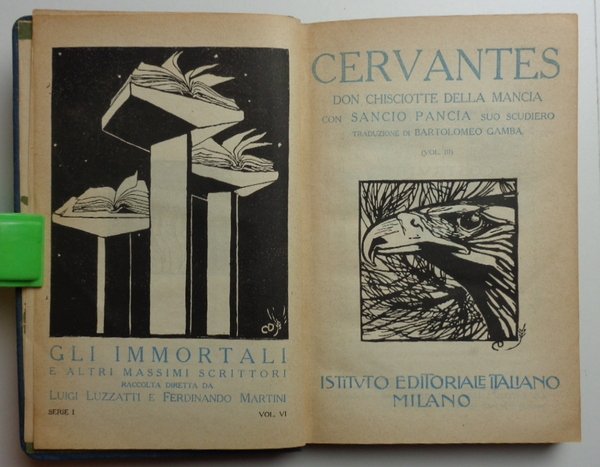 GLI IMMORTALI
E ALTRI MASSIMI SCRITTORI
RACCOLTA DIRETTA DA
LUIGI LUZZATTI E FERDINANDO MARTINI
SERIE I VOL. VI
CERVANTES
DON CHISCIOTTE DELLA MANCIA
CON SANCIO PANCIA SUO SCUDIERO
TRADUZIONE DI BARTOLOMEO GAMBA
(VOL. III)
ISTITVTO EDITORIALE ITALIANO
MILANO